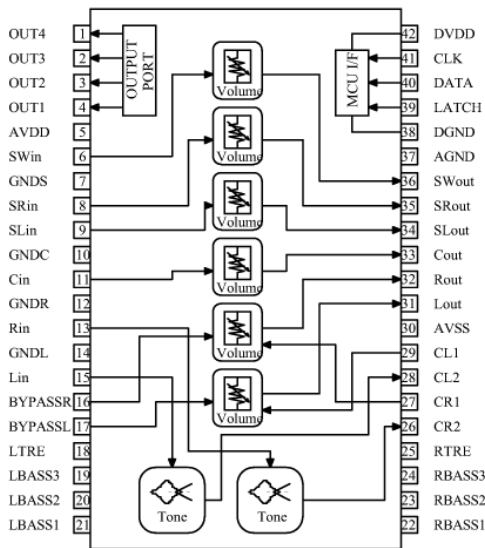 OUT4 1 42 DVDD
OUT3 2 OUTPUT PORT MCU I/F 41 CLK
OUT2 3 40 DATA
OUT1 4 Volume 39 LATCH
AVDD 5 38 DGND
SWin 6 37 AGND
GNDS 7 Volume 36 SWout
SRin 8 35 SRout
SLin 9 34 SLout
GNDC 10 Volume 33 Cout
Cin 11 32 Rout
GNDR 12 Volume 31 Lout
Rin 13 30 AVSS
GNDL 14 Volume 29 CL1
Lin 15 28 CL2
BYPASSR 16 27 CR1
BYPASSL 17 Volume 26 CR2
LTRE 18 25 RTRE
LBASS3 19 24 RBASS3
LBASS2 20 23 RBASS2
LBASS1 21 Tone Tone 22 RBASS1